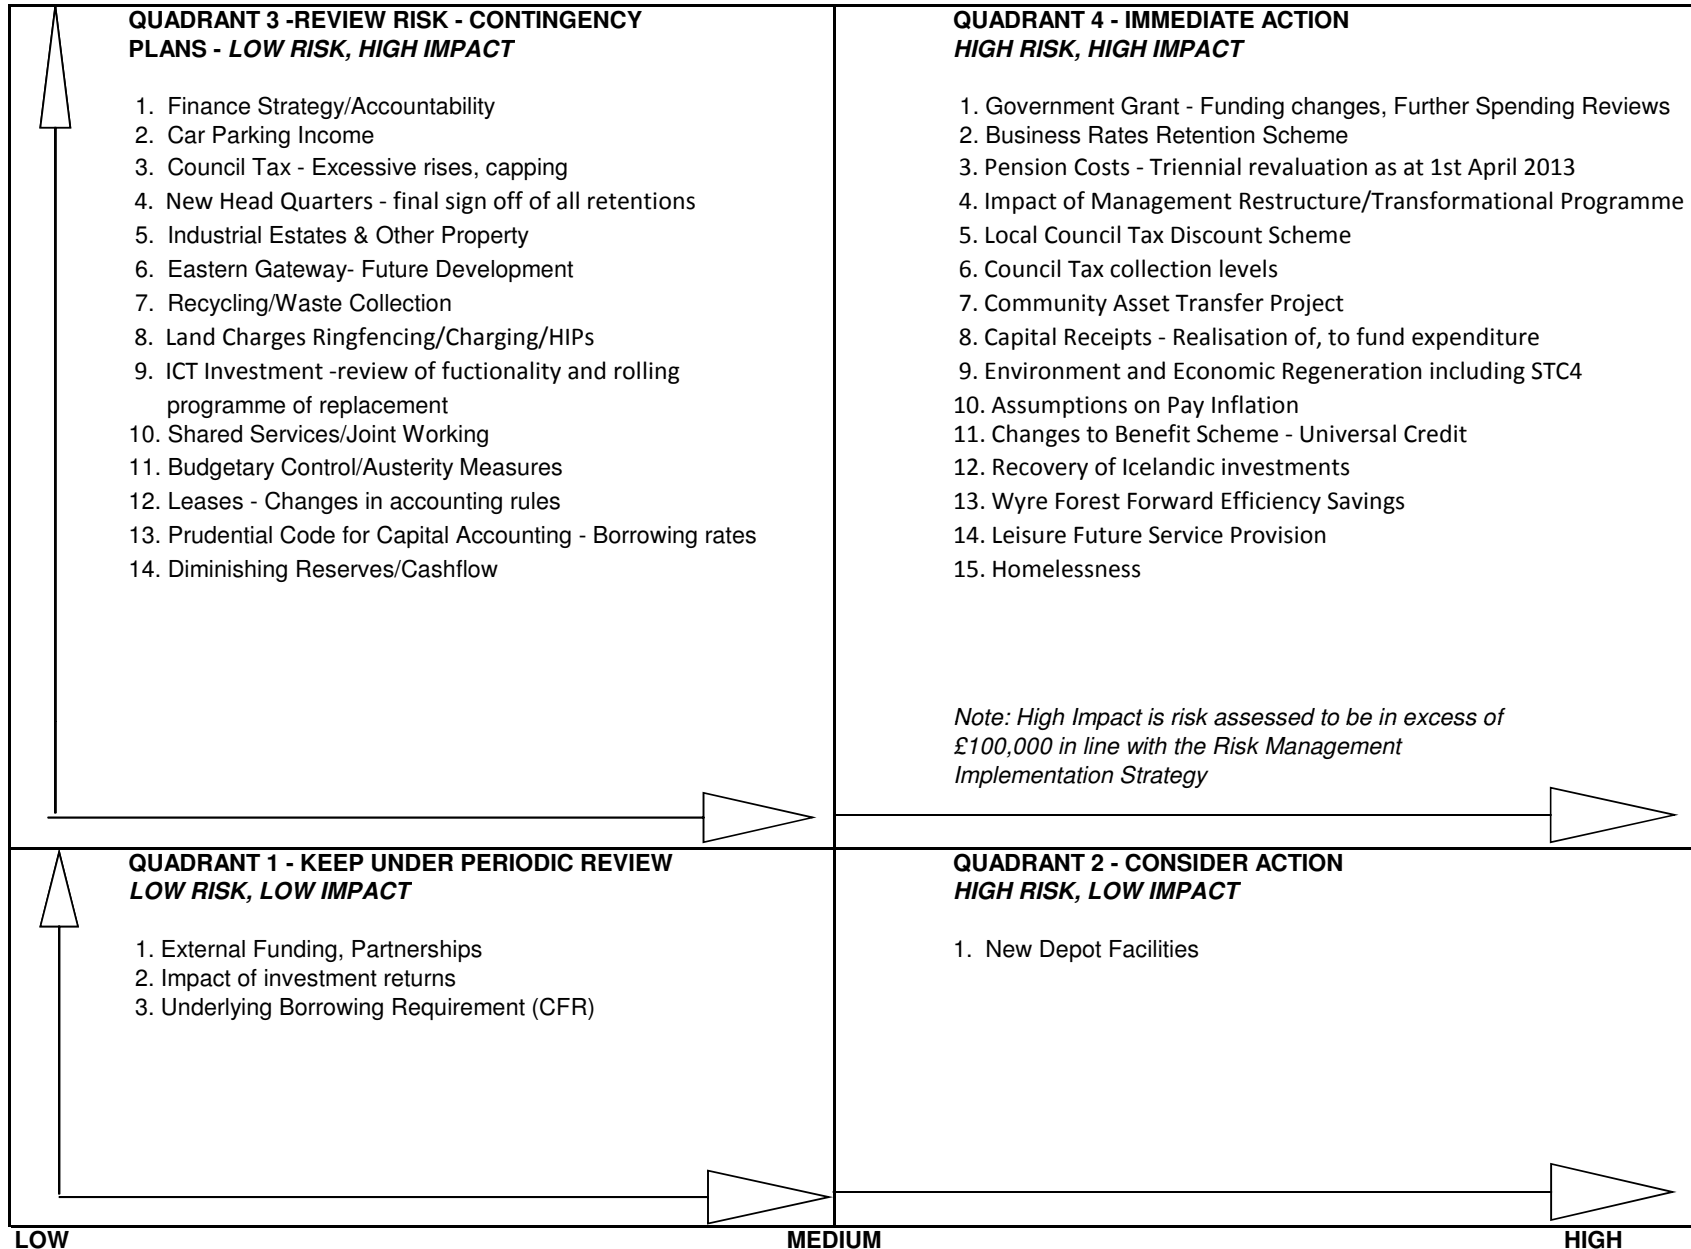 QUADRANT 3 -REVIEW RISK - CONTINGENCY
PLANS - LOW RISK, HIGH IMPACT
1. Finance Strategy/Accountability
2. Car Parking Income
3. Council Tax - Excessive rises, capping
4. New Head Quarters - final sign off of all retentions
5. Industrial Estates & Other Property
6. Eastern Gateway- Future Development
7. Recycling/Waste Collection
8. Land Charges Ringfencing/Charging/HIPs
9. ICT Investment -review of fuctionality and rolling
programme of replacement
10. Shared Services/Joint Working
11. Budgetary Control/Austerity Measures
12. Leases - Changes in accounting rules
13. Prudential Code for Capital Accounting - Borrowing rates
14. Diminishing Reserves/Cashflow
QUADRANT 4 - IMMEDIATE ACTION
HIGH RISK, HIGH IMPACT
1. Government Grant - Funding changes, Further Spending Reviews
2. Business Rates Retention Scheme
3. Pension Costs - Triennial revaluation as at 1st April 2013
4. Impact of Management Restructure/Transformational Programme
5. Local Council Tax Discount Scheme
6. Council Tax collection levels
7. Community Asset Transfer Project
8. Capital Receipts - Realisation of, to fund expenditure
9. Environment and Economic Regeneration including STC4
10. Assumptions on Pay Inflation
11. Changes to Benefit Scheme - Universal Credit
12. Recovery of Icelandic investments
13. Wyre Forest Forward Efficiency Savings
14. Leisure Future Service Provision
15. Homelessness
Note: High Impact is risk assessed to be in excess of
£100,000 in line with the Risk Management
Implementation Strategy
QUADRANT 1 - KEEP UNDER PERIODIC REVIEW
LOW RISK, LOW IMPACT
1. External Funding, Partnerships
2. Impact of investment returns
3. Underlying Borrowing Requirement (CFR)
QUADRANT 2 - CONSIDER ACTION
HIGH RISK, LOW IMPACT
1. New Depot Facilities
LOW MEDIUM HIGH